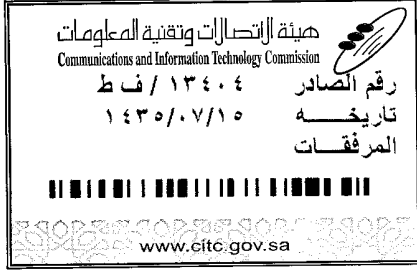 هيئة الاتصالات وتقنية المعلومات
Communications and Information Technology Commission
رقم الصادر ١٣٤٠٤ / ف ط
تاريخه ١٤٣٥/٠٧/١٥
المرفقات
www.citc.gov.sa